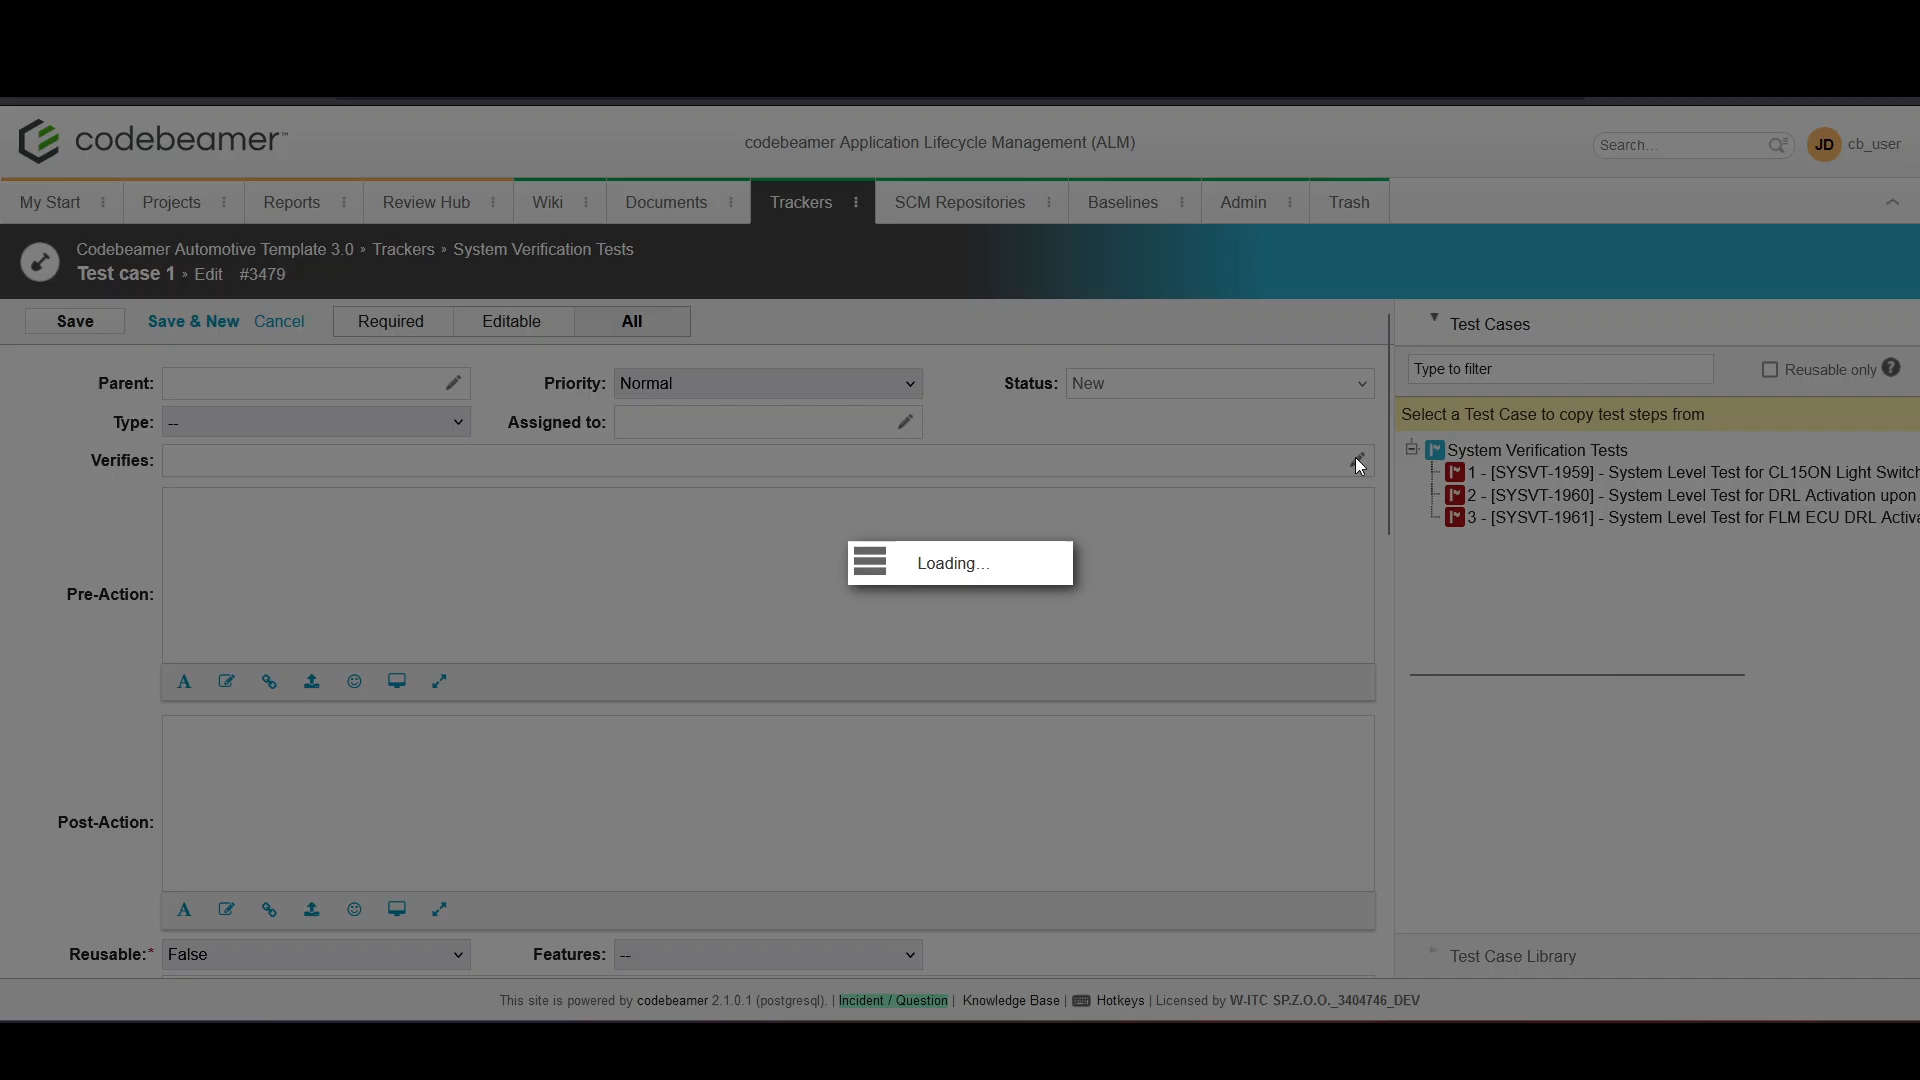 codebeamer™
codebeamer Application Lifecycle Management (ALM)
Search...
JD
cb_user
My Start
Projects
Reports
Review Hub
Wiki
Documents
Trackers
SCM Repositories
Baselines
Admin
Trash
Codebeamer Automotive Template 3.0 » Trackers » System Verification Tests
Test case 1 » Edit #3479
Save
Save & New
Cancel
Required
Editable
All
Parent:
Priority:
Normal
Status:
New
Type:
--
Assigned to:
Verifies:
Pre-Action:
Loading...
Post-Action:
Reusable:*
False
Features:
--
Test Cases
Type to filter
Reusable only
?
Select a Test Case to copy test steps from
System Verification Tests
1 - [SYSVT-1959] - System Level Test for CL15ON Light Switch
2 - [SYSVT-1960] - System Level Test for DRL Activation upon
3 - [SYSVT-1961] - System Level Test for FLM ECU DRL Activa
Test Case Library
This site is powered by codebeamer 2.1.0.1 (postgresql). | Incident / Question | Knowledge Base | Hotkeys | Licensed by W-ITC SP.Z.O.O._3404746_DEV